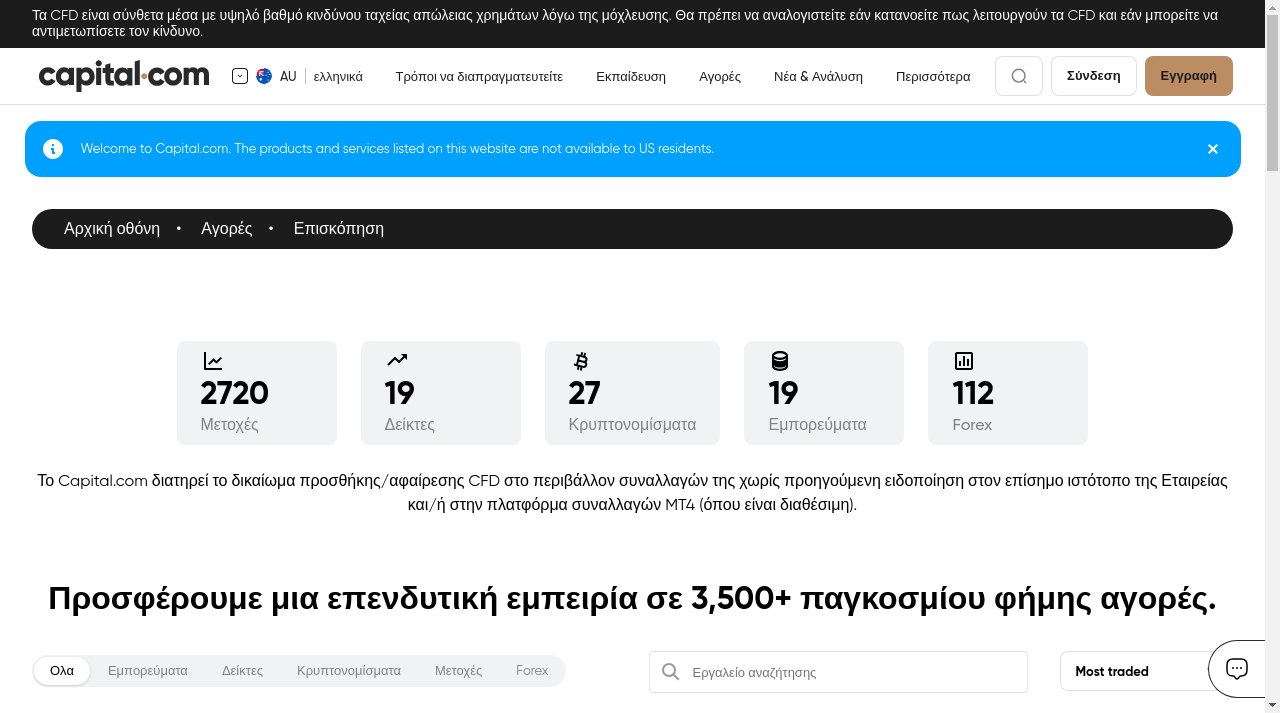 Τα CFD είναι σύνθετα μέσα με υψηλό βαθμό κινδύνου ταχείας απώλειας χρημάτων λόγω της μόχλευσης. Θα πρέπει να αναλογιστείτε εάν κατανοείτε πως λειτουργούν τα CFD και εάν μπορείτε να
αντιμετωπίσετε τον κίνδυνο.
capital.com AU ελληνικά Τρόποι να διαπραγματευτείτε Εκπαίδευση Αγορές Νέα & Ανάλυση Περισσότερα Σύνδεση Εγγραφή
Welcome to Capital.com. The products and services listed on this website are not available to US residents.
Αρχική οθόνη • Αγορές • Επισκόπηση
2720 19 27 19 112
Μετοχές Δείκτες Κρυπτονομίσματα Εμπορεύματα Forex
Το Capital.com διατηρεί το δικαίωμα προσθήκης/αφαίρεσης CFD στο περιβάλλον συναλλαγών της χωρίς προηγούμενη ειδοποίηση στον επίσημο ιστότοπο της Εταιρείας
και/ή στην πλατφόρμα συναλλαγών MT4 (όπου είναι διαθέσιμη).
Προσφέρουμε μια επενδυτική εμπειρία σε 3,500+ παγκοσμίου φήμης αγορές.
Ολα Εμπορεύματα Δείκτες Κρυπτονομίσματα Μετοχές Forex Εργαλείο αναζήτησης Most traded